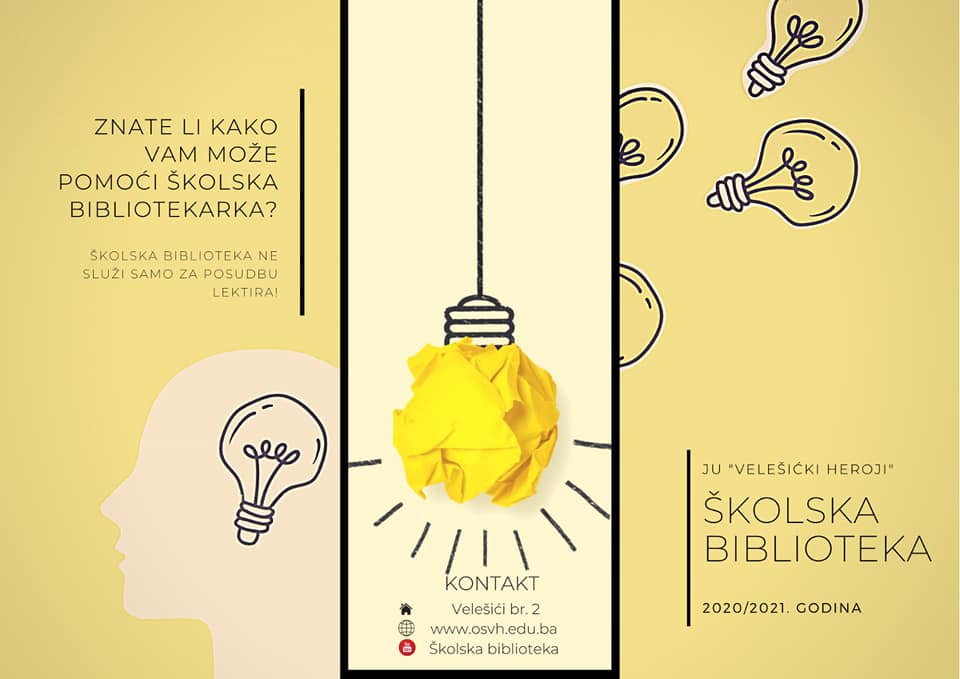 ZNATE LI KAKO
VAM MOŽE
POMOĆI ŠKOLSKA
BIBLIOTEKARKA?
ŠKOLSKA BIBLIOTEKA NE
SLUŽI SAMO ZA POSUDBU
LEKTIRA!
KONTAKT
Velešići br. 2
www.osvh.edu.ba
Školska biblioteka
JU "VELEŠIĆKI HEROJI"
ŠKOLSKA
BIBLIOTEKA
2020/2021. GODINA